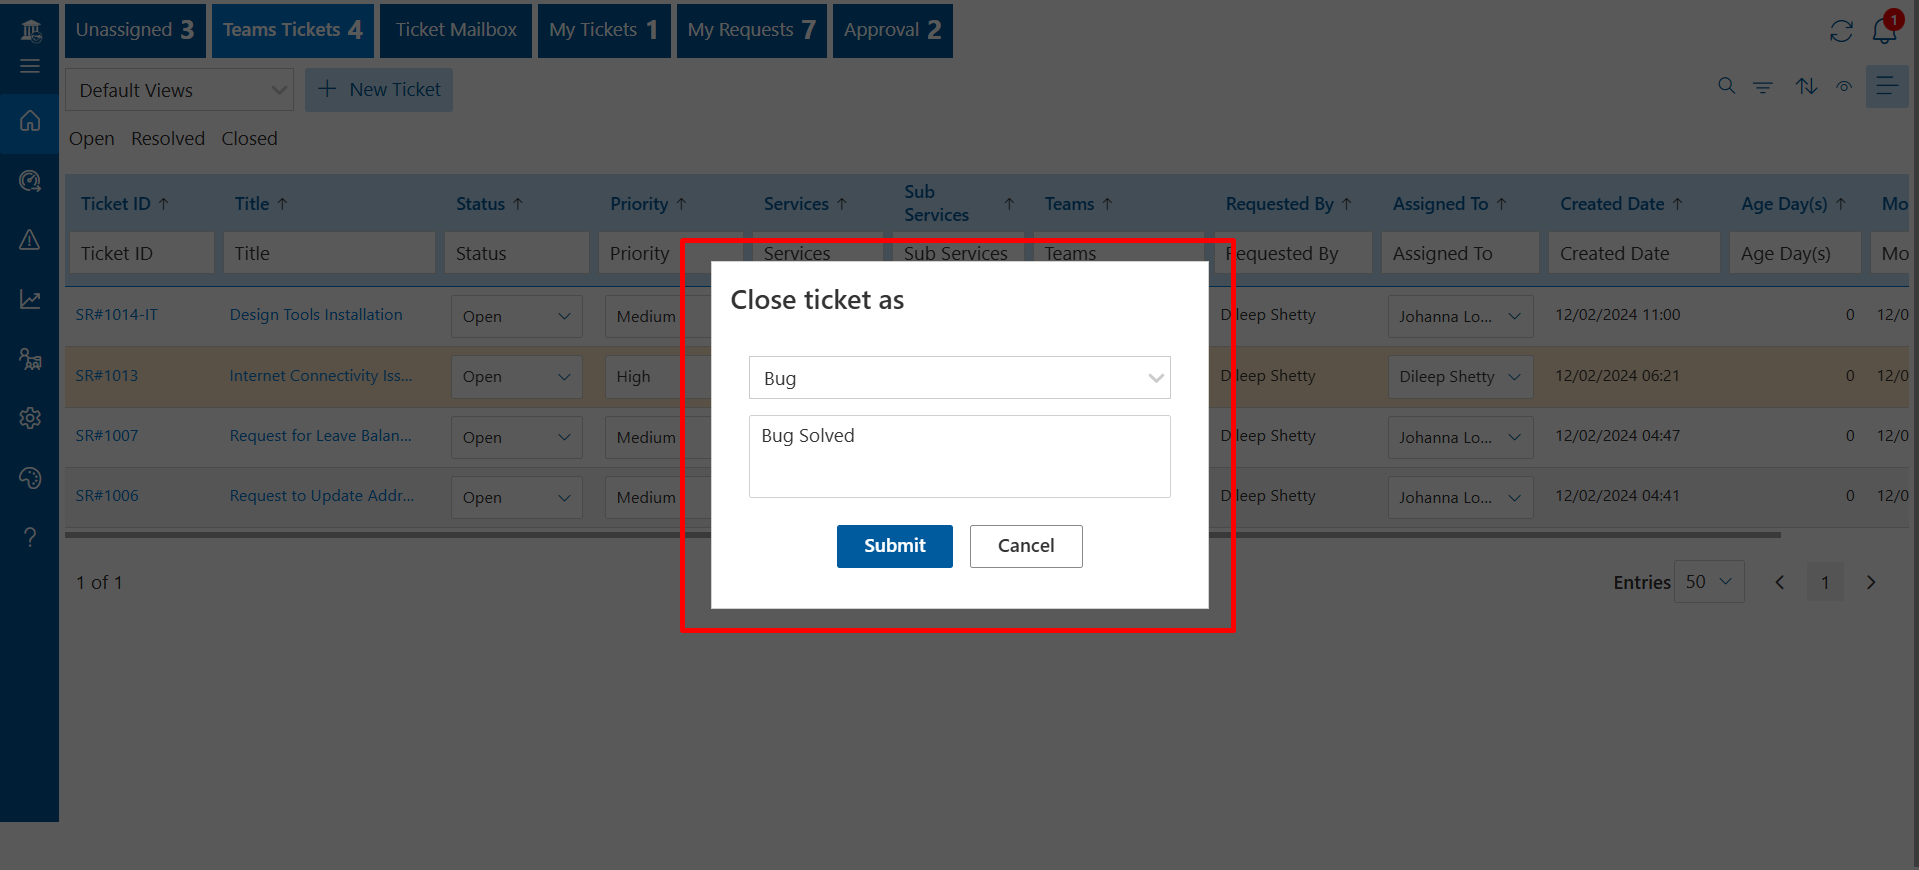 Unassigned 3 Teams Tickets 4 Ticket Mailbox My Tickets 1 My Requests 7 Approval 2 1
Default Views New Ticket
Open Resolved Closed
Ticket ID Title Status Priority Services Sub Services Teams Requested By Assigned To Created Date Age Day(s) Mo
Ticket ID Title Status Priority Services Sub Services Teams Requested By Assigned To Created Date Age Day(s) Mo
SR#1014-IT Design Tools Installation Open Medium Dileep Shetty Johanna Lo... 12/02/2024 11:00 0 12/0
SR#1013 Internet Connectivity Iss... Open High Dileep Shetty Dileep Shetty 12/02/2024 06:21 0 12/0
SR#1007 Request for Leave Balan... Open Medium Dileep Shetty Johanna Lo... 12/02/2024 04:47 0 12/0
SR#1006 Request to Update Addr... Open Medium Dileep Shetty Johanna Lo... 12/02/2024 04:41 0 12/0
Close ticket as
Bug
Bug Solved
Submit Cancel
1 of 1 Entries 50 1